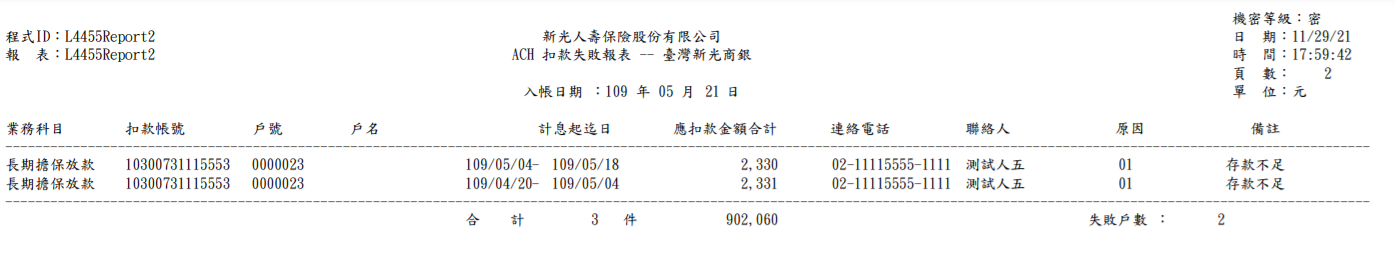 機密等級：密
程式ID：L4455Report2 新光人壽保險股份有限公司 日 期：11/29/21
報 表：L4455Report2 ACH 扣款失敗報表 -- 臺灣新光商銀 時 間：17:59:42
頁 數： 2
入帳日期 ：109 年 05 月 21 日 單 位：元
業務科目 扣款帳號 戶號 戶名 計息起迄日 應扣款金額合計 連絡電話 聯絡人 原因 備註
長期擔保放款 10300731115553 0000023 109/05/04- 109/05/18 2,330 02-11115555-1111 測試人五 01 存款不足
長期擔保放款 10300731115553 0000023 109/04/20- 109/05/04 2,331 02-11115555-1111 測試人五 01 存款不足
合 計 3 件 902,060 失敗戶數 ： 2